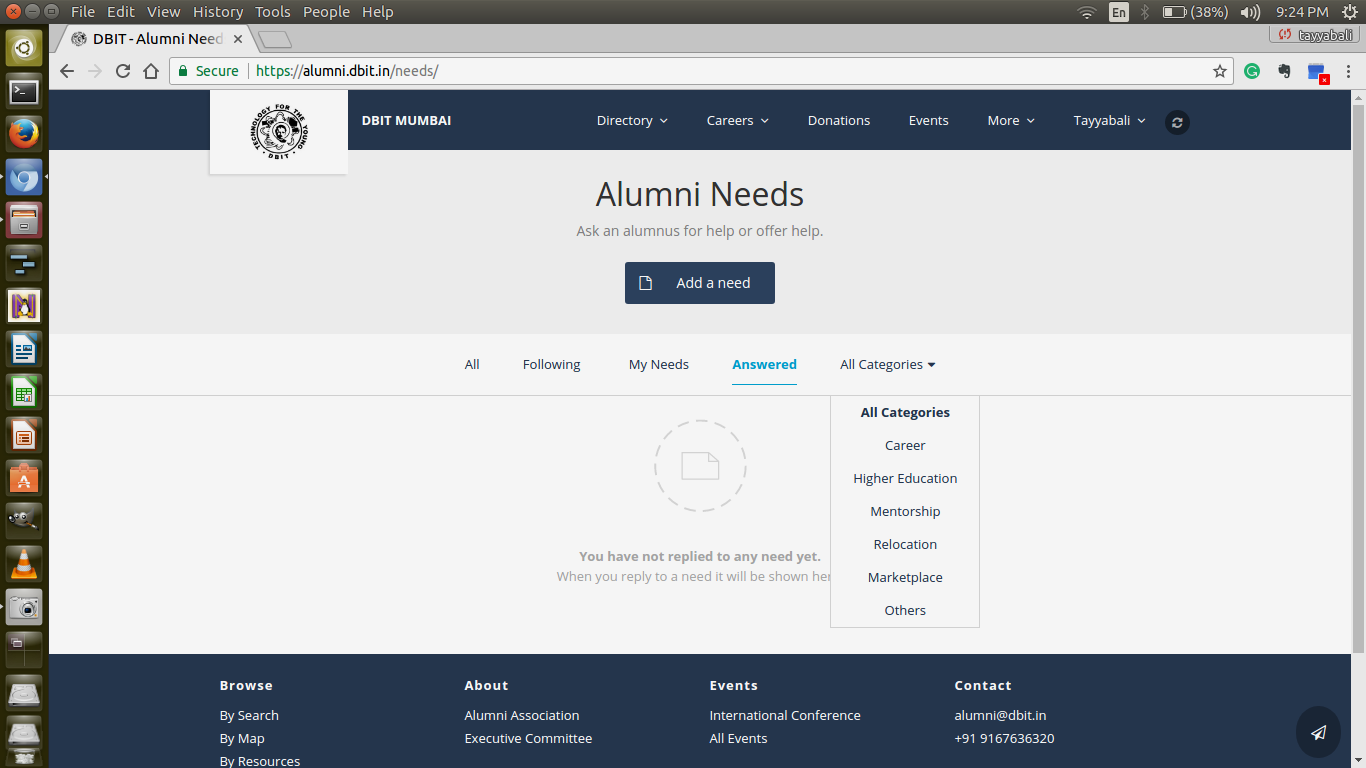 File Edit View History Tools People Help
En (38%) 9:24 PM
DBIT - Alumni Need
tayyabali
Secure https://alumni.dbit.in/needs/
TECHNOLOGY FOR THE YOUNG
DBIT
DBIT MUMBAI
Directory Careers Donations Events More Tayyabali
Alumni Needs
Ask an alumnus for help or offer help.
Add a need
All Following My Needs Answered All Categories
All Categories
Career
Higher Education
Mentorship
Relocation
Marketplace
Others
You have not replied to any need yet.
When you reply to a need it will be shown her
Browse About Events Contact
By Search Alumni Association International Conference alumni@dbit.in
By Map Executive Committee All Events +91 9167636320
By Resources